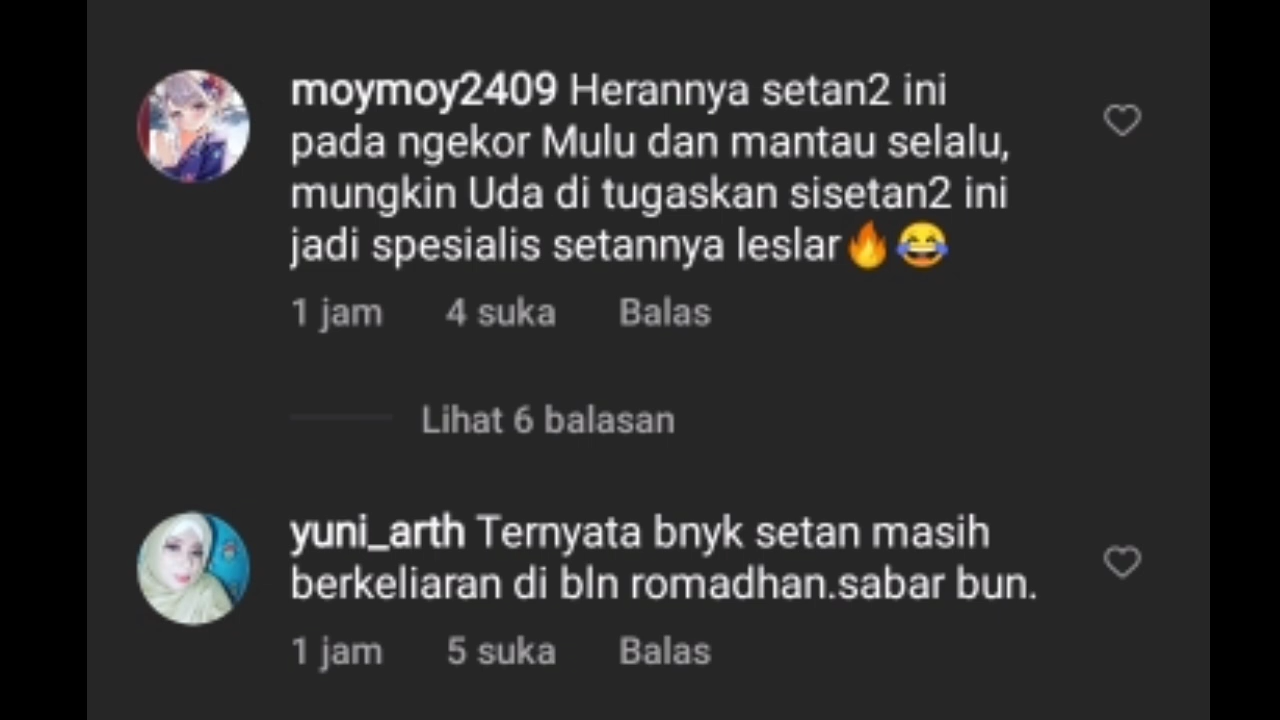 moymoy2409 Herannya setan2 ini
pada ngekor Mulu dan mantau selalu,
mungkin Uda di tugaskan sisetan2 ini
jadi spesialis setannya leslar🔥😂
1 jam 4 suka Balas
Lihat 6 balasan
yuni_arth Ternyata bnyk setan masih
berkeliaran di bln romadhan.sabar bun.
1 jam 5 suka Balas